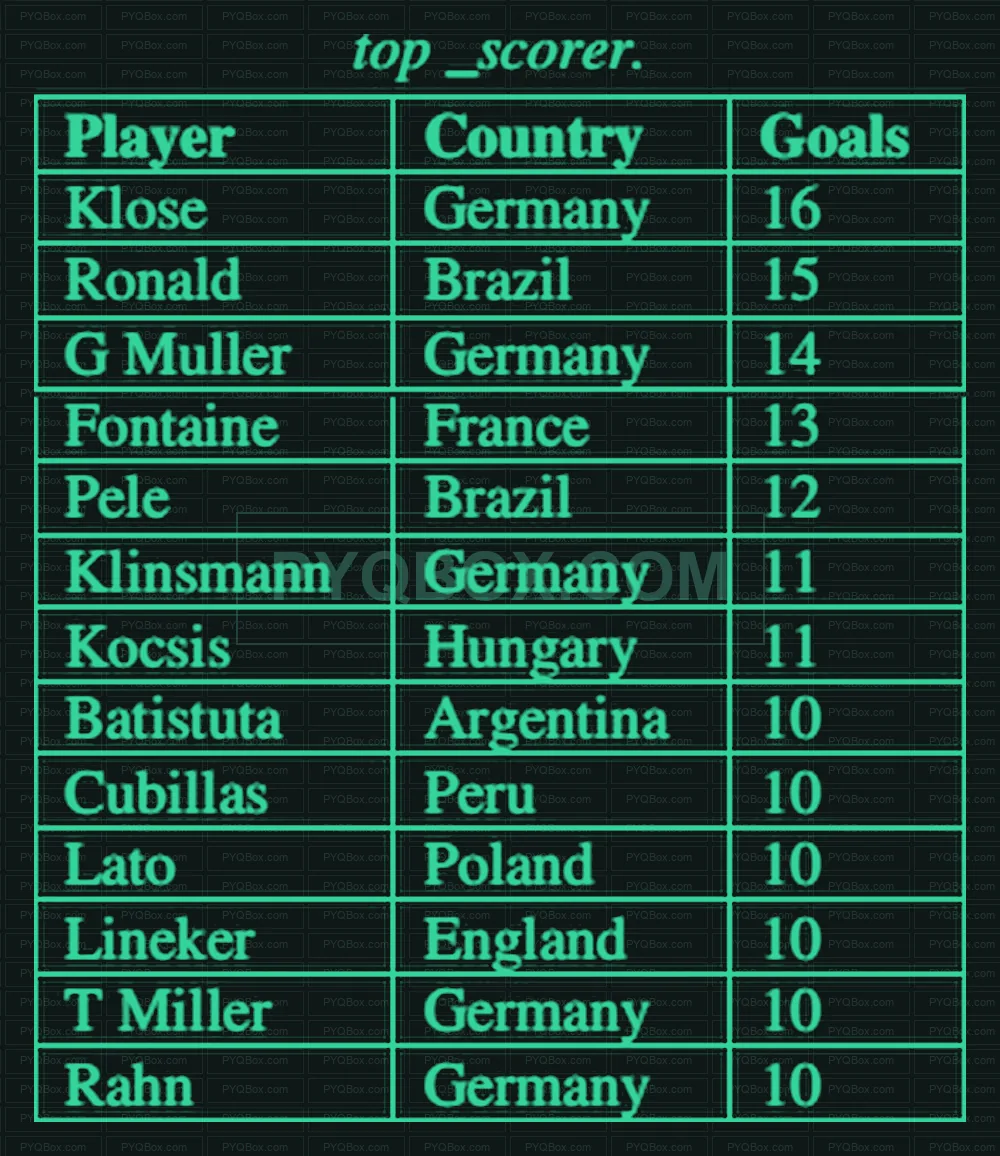 top _scorer.
Player Country Goals
Klose Germany 16
Ronald Brazil 15
G Muller Germany 14
Fontaine France 13
Pele Brazil 12
Klinsmann Germany 11
PYQBOX.COM
Kocsis Hungary 11
Batistuta Argentina 10
Cubillas Peru 10
Lato Poland 10
Lineker England 10
T Miller Germany 10
Rahn Germany 10